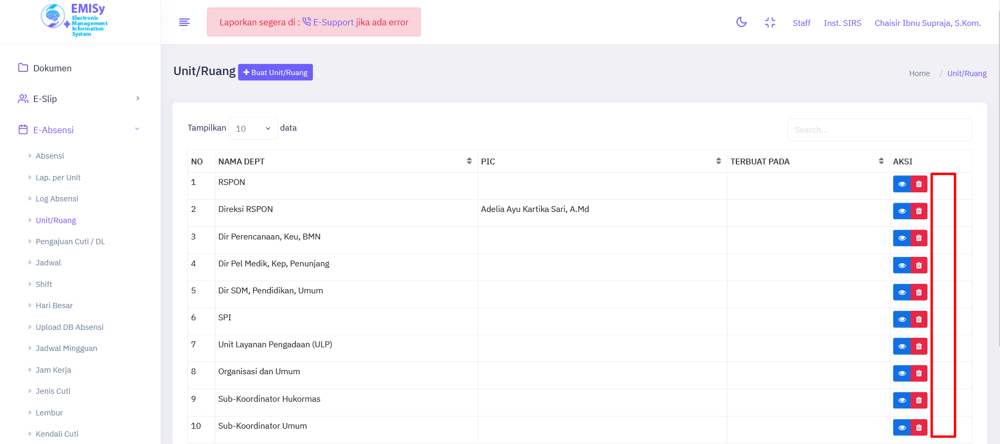 EMISy
Electronic
Management
Information
System
Laporkan segera di : E-Support jika ada error
Staff
Inst. SIRS
Chaisir Ibnu Supraja, S.Kom.
Dokumen
E-Slip
E-Absensi
Absensi
Lap. per Unit
Log Absensi
Unit/Ruang
Pengajuan Cuti / DL
Jadwal
Shift
Hari Besar
Upload DB Absensi
Jadwal Mingguan
Jam Kerja
Jenis Cuti
Lembur
Kendali Cuti
Unit/Ruang + Buat Unit/Ruang
Home / Unit/Ruang
Tampilkan 10 data
Search...
NO NAMA DEPT PIC TERBUAT PADA AKSI
1 RSPON
2 Direksi RSPON Adelia Ayu Kartika Sari, A.Md
3 Dir Perencanaan, Keu, BMN
4 Dir Pel Medik, Kep, Penunjang
5 Dir SDM, Pendidikan, Umum
6 SPI
7 Unit Layanan Pengadaan (ULP)
8 Organisasi dan Umum
9 Sub-Koordinator Hukormas
10 Sub-Koordinator Umum